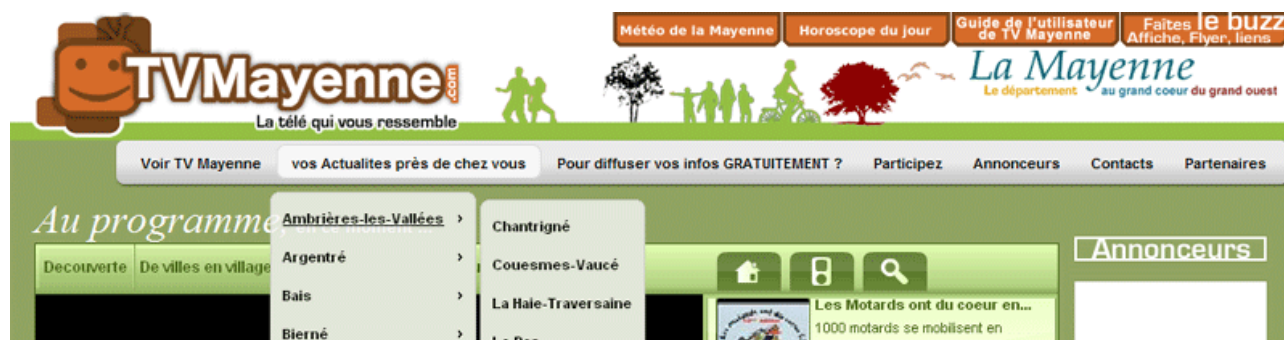 Météo de la Mayenne
Horoscope du jour
Guide de l'utilisateur
de TV Mayenne
Faites le buzz
Affiche, Flyer, liens
TVMayenne.com
La télé qui vous ressemble
La Mayenne
Le département au grand coeur du grand ouest
Voir TV Mayenne
vos Actualites près de chez vous
Pour diffuser vos infos GRATUITEMENT ?
Participez
Annonceurs
Contacts
Partenaires
Au programme,
Ambrières-les-Vallées
Argentré
Bais
Bierné
Chantrigné
Couesmes-Vaucé
La Haie-Traversaine
Decouverte
De villes en village
Les Motards ont du coeur en...
1000 motards se mobilisent en
Annonceurs